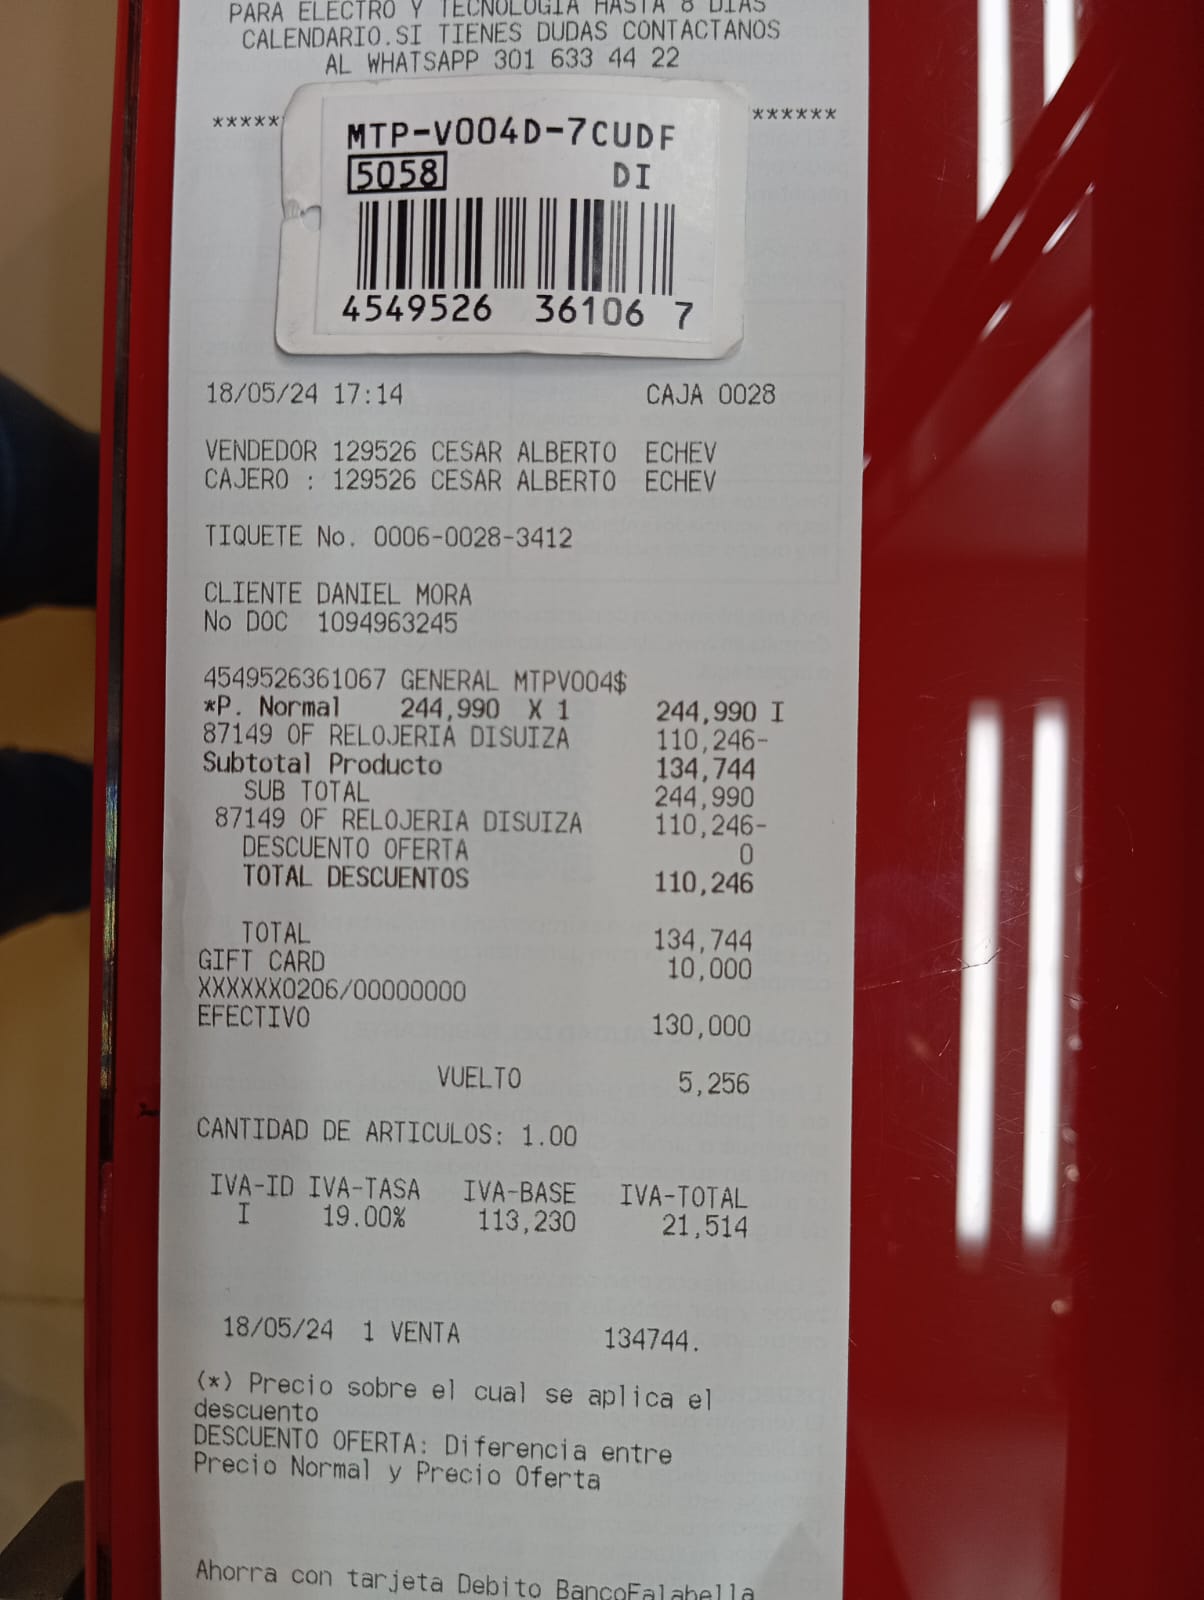 PARA ELECTRO Y TECNOLOGIA HASTA 8 DIAS
CALENDARIO.SI TIENES DUDAS CONTACTANOS
AL WHATSAPP 301 633 44 22
***** ******
MTP-V004D-7CUDF
5058 DI
4549526 36106 7
18/05/24 17:14 CAJA 0028
VENDEDOR 129526 CESAR ALBERTO ECHEV
CAJERO : 129526 CESAR ALBERTO ECHEV
TIQUETE No. 0006-0028-3412
CLIENTE DANIEL MORA
No DOC 1094963245
4549526361067 GENERAL MTPV004$
*P. Normal 244,990 X 1 244,990 I
87149 OF RELOJERIA DISUIZA 110,246-
Subtotal Producto 134,744
SUB TOTAL 244,990
87149 OF RELOJERIA DISUIZA 110,246-
DESCUENTO OFERTA 0
TOTAL DESCUENTOS 110,246
TOTAL 134,744
GIFT CARD 10,000
XXXXXX0206/00000000
EFECTIVO 130,000
VUELTO 5,256
CANTIDAD DE ARTICULOS: 1.00
IVA-ID IVA-TASA IVA-BASE IVA-TOTAL
I 19.00% 113,230 21,514
18/05/24 1 VENTA 134744.
(*) Precio sobre el cual se aplica el
descuento
DESCUENTO OFERTA: Diferencia entre
Precio Normal y Precio Oferta
Ahorra con tarjeta Debito BancoFalabella